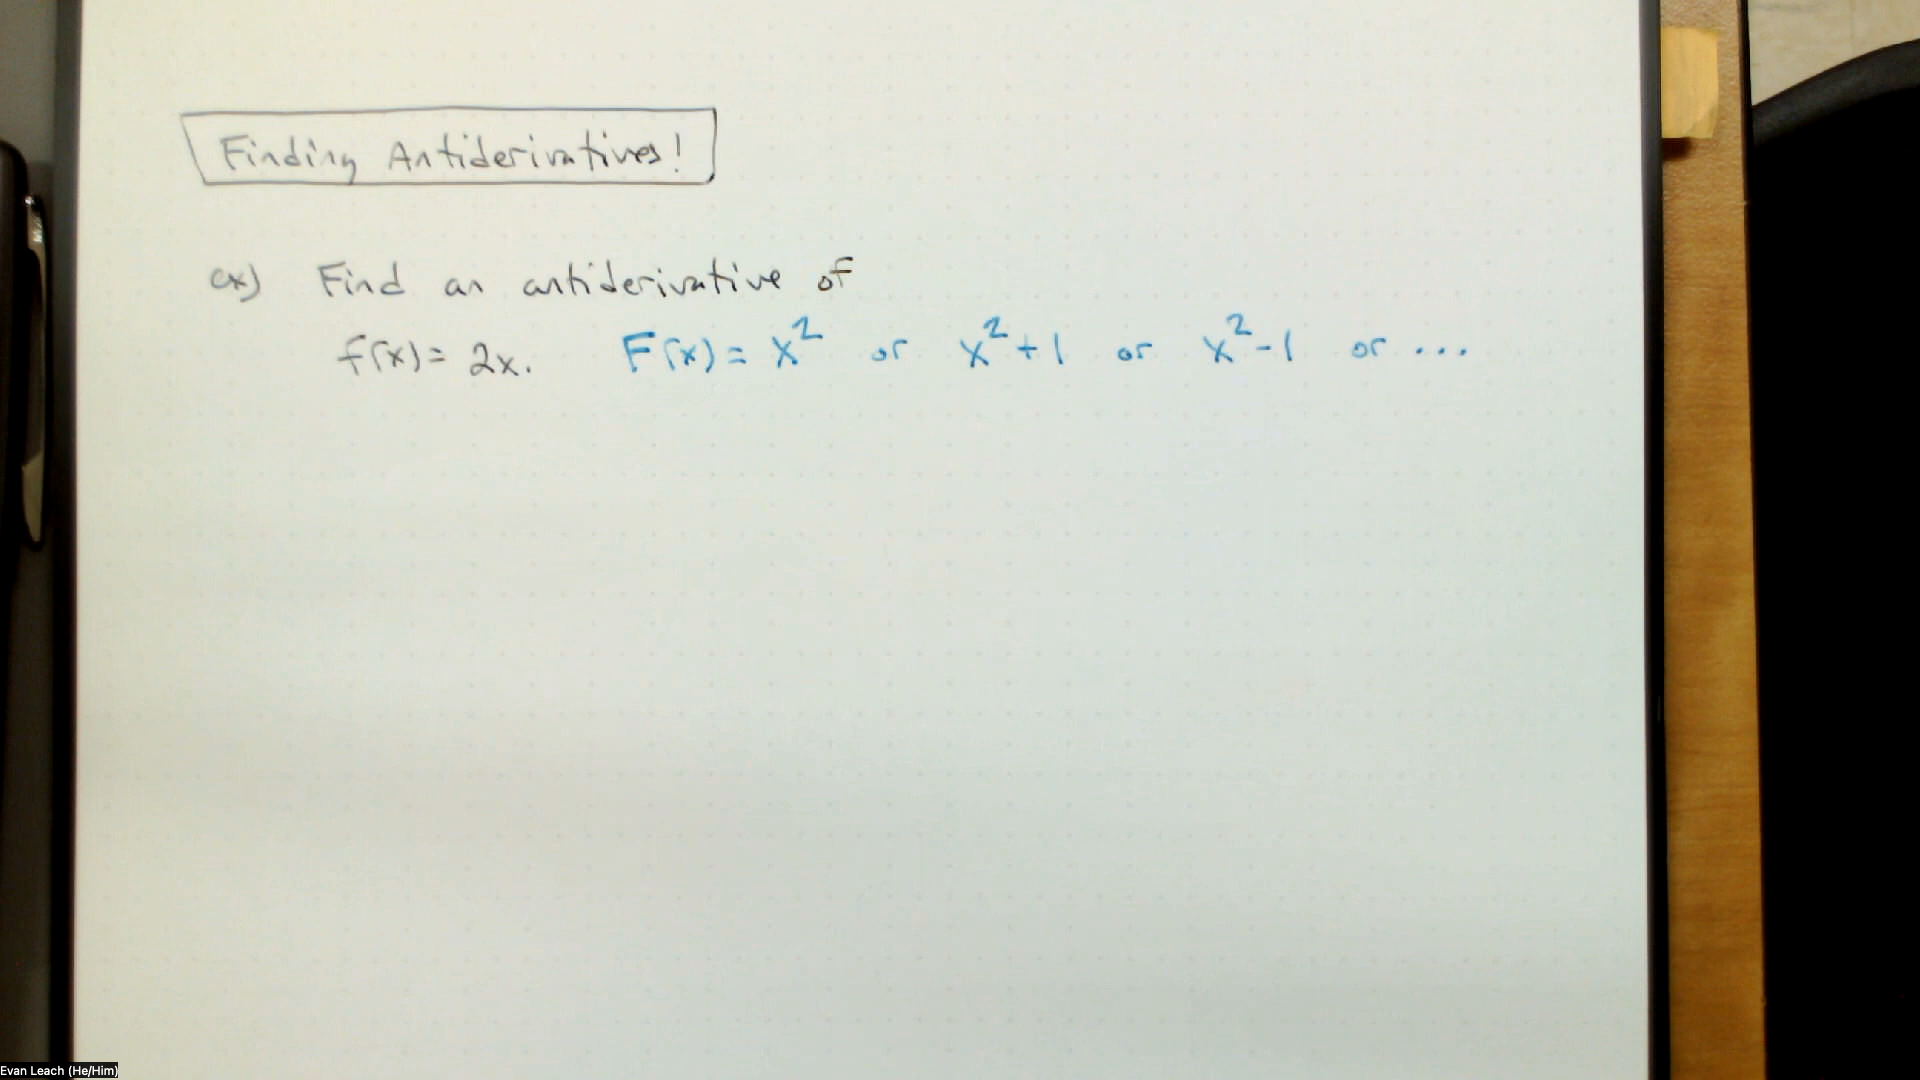 Finding Antiderivatives!
ex) Find an antiderivative of
f(x) = 2x. F(x) = x² or x²+1 or x²-1 or ...
Evan Leach (He/Him)